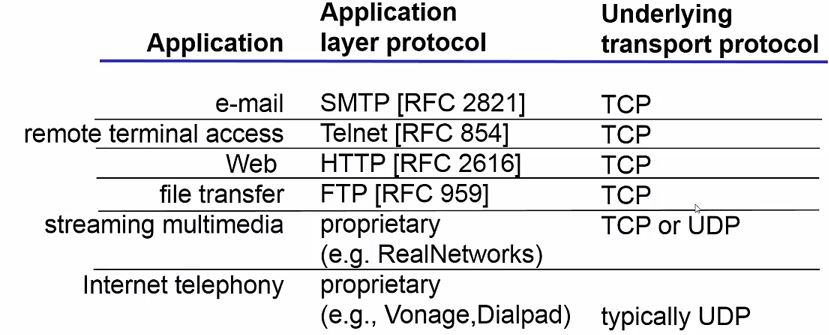 Application Application layer protocol Underlying transport protocol
e-mail SMTP [RFC 2821] TCP
remote terminal access Telnet [RFC 854] TCP
Web HTTP [RFC 2616] TCP
file transfer FTP [RFC 959] TCP
streaming multimedia proprietary TCP or UDP
(e.g. RealNetworks)
Internet telephony proprietary
(e.g., Vonage,Dialpad) typically UDP